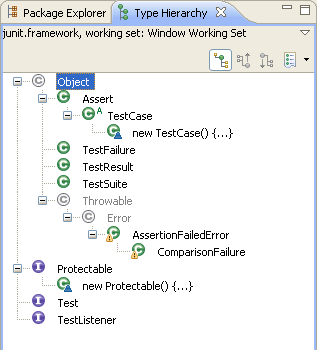 Package Explorer
Type Hierarchy
junit.framework, working set: Window Working Set
Object
Assert
A
TestCase
new TestCase() {...}
TestFailure
TestResult
TestSuite
Throwable
Error
AssertionFailedError
ComparisonFailure
Protectable
new Protectable() {...}
Test
TestListener